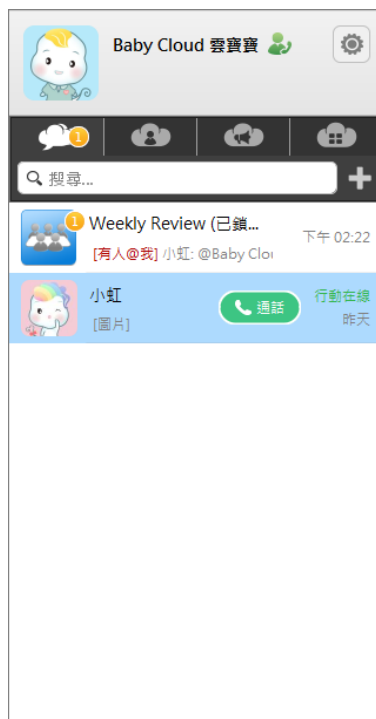 Baby Cloud 雲寶寶
1
搜尋...
1
Weekly Review (已鎖...
下午 02:22
[有人@我] 小虹: @Baby Clou
小虹
通話
行動在線
[圖片]
昨天